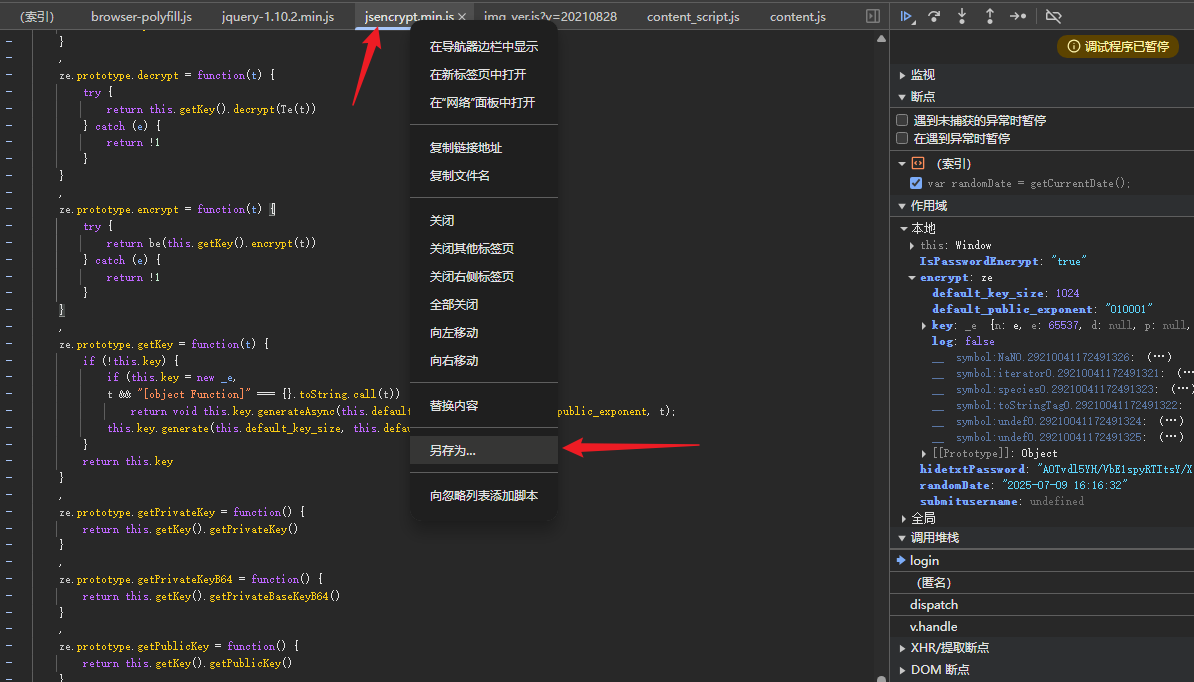 (索引) browser-polyfill.js jquery-1.10.2.min.js jsencrypt.min.js × img_ver.js?v=20210828 content_script.js content.js
}
,
ze.prototype.decrypt = function(t) {
try {
return this.getKey().decrypt(Te(t))
} catch (e) {
return !1
}
}
,
ze.prototype.encrypt = function(t) {
try {
return be(this.getKey().encrypt(t))
} catch (e) {
return !1
}
}
,
ze.prototype.getKey = function(t) {
if (!this.key) {
if (this.key = new _e,
t && "[object Function]" === {}.toString.call(t))
return void this.key.generateAsync(this.default public_exponent, t);
this.key.generate(this.default_key_size, this.defa
}
return this.key
}
,
ze.prototype.getPrivateKey = function() {
return this.getKey().getPrivateKey()
}
,
ze.prototype.getPrivateKeyB64 = function() {
return this.getKey().getPrivateBaseKeyB64()
}
,
ze.prototype.getPublicKey = function() {
return this.getKey().getPublicKey()
}
在导航器边栏中显示
在新标签页中打开
在"网络"面板中打开
复制链接地址
复制文件名
关闭
关闭其他标签页
关闭右侧标签页
全部关闭
向左移动
向右移动
替换内容
另存为...
向忽略列表添加脚本
调试程序已暂停
监视
断点
遇到未捕获的异常时暂停
在遇到异常时暂停
(索引)
var randomDate = getCurrentDate();
作用域
本地
this: Window
IsPasswordEncrypt: "true"
encrypt: ze
default_key_size: 1024
default_public_exponent: "010001"
key: _e {n: e, e: 65537, d: null, p: null,
log: false
__ symbol:NaN0.29210041172491326: (...)
__ symbol:iterator0.29210041172491321: (...
__ symbol:species0.29210041172491323: (...
__ symbol:toStringTag0.29210041172491322:
__ symbol:undef0.29210041172491324: (...)
__ symbol:undef0.29210041172491325: (...)
[[Prototype]]: Object
hidetxtPassword: "AOTvdl5YH/VbE1spyRTItsY/X
randomDate: "2025-07-09 16:16:32"
submitusername: undefined
全局
调用堆栈
login
(匿名)
dispatch
v.handle
XHR/提取断点
DOM 断点